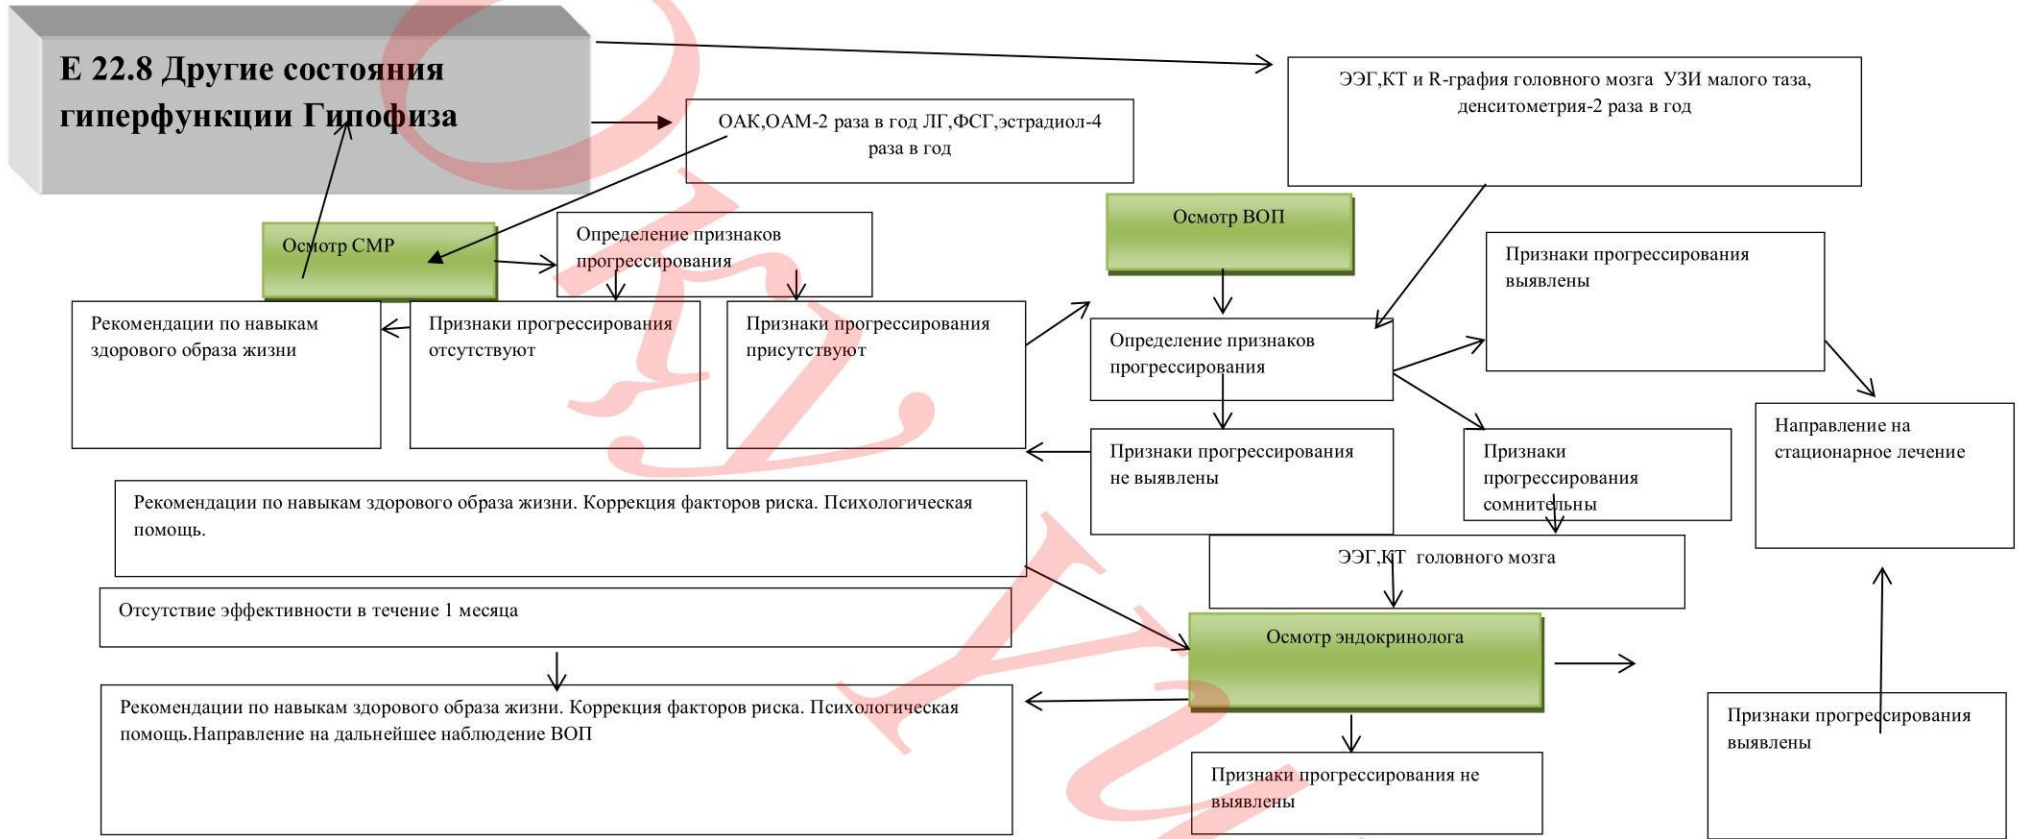 Е 22.8 Другие состояния
гиперфункции Гипофиза
ЭЭГ,КТ и R-графия головного мозга  УЗИ малого таза,
денситометрия-2 раза в год
ОАК,ОАМ-2 раза в год ЛГ,ФСГ,эстрадиол-4
раза в год
Осмотр СМР
Определение признаков
прогрессирования
Осмотр ВОП
Признаки прогрессирования
выявлены
Рекомендации по навыкам
здорового образа жизни
Признаки прогрессирования
отсутствуют
Признаки прогрессирования
присутствуют
Определение признаков
прогрессирования
Направление на
стационарное лечение
Признаки прогрессирования
не выявлены
Признаки
прогрессирования
сомнительны
Рекомендации по навыкам здорового образа жизни. Коррекция факторов риска. Психологическая
помощь.
ЭЭГ,КТ  головного мозга
Отсутствие эффективности в течение 1 месяца
Осмотр эндокринолога
Рекомендации по навыкам здорового образа жизни. Коррекция факторов риска. Психологическая
помощь.Направление на дальнейшее наблюдение ВОП
Признаки прогрессирования
выявлены
Признаки прогрессирования не
выявлены